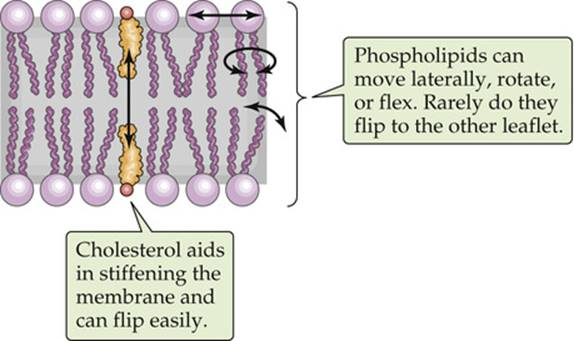 Phospholipids can
move laterally, rotate,
or flex. Rarely do they
flip to the other leaflet.
Cholesterol aids
in stiffening the
membrane and
can flip easily.